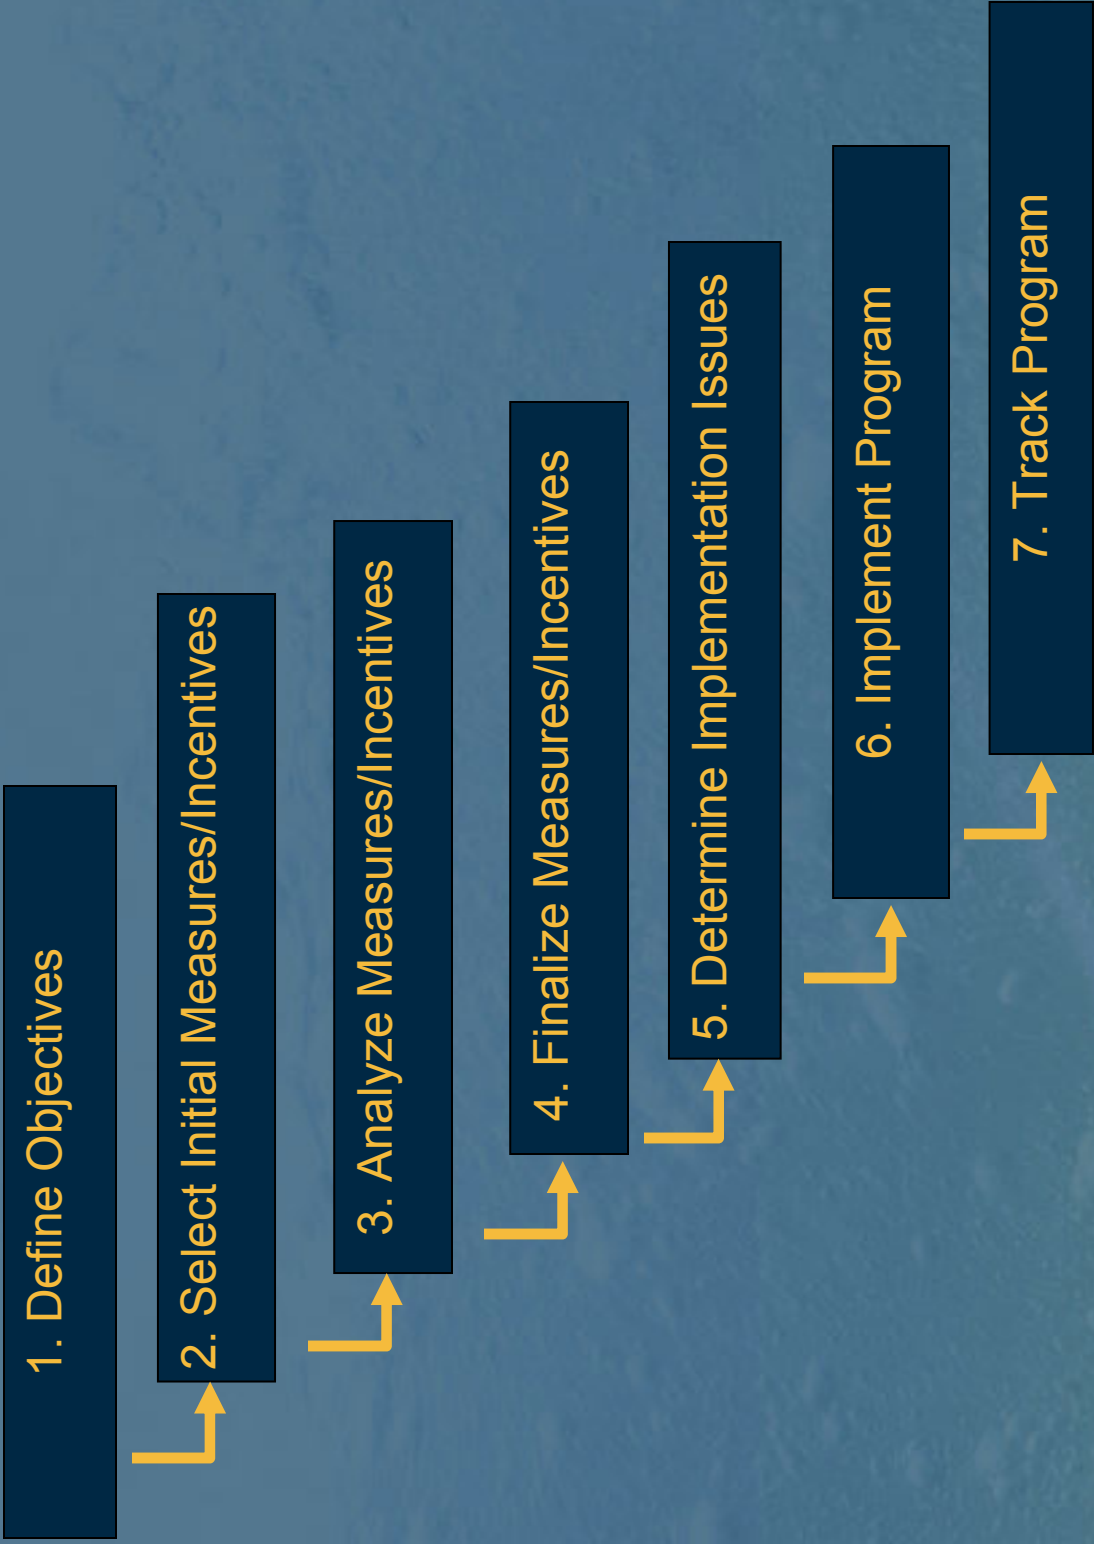 1. Define Objectives
2. Select Initial Measures/Incentives
3. Analyze Measures/Incentives
4. Finalize Measures/Incentives
5. Determine Implementation Issues
6. Implement Program
7. Track Program